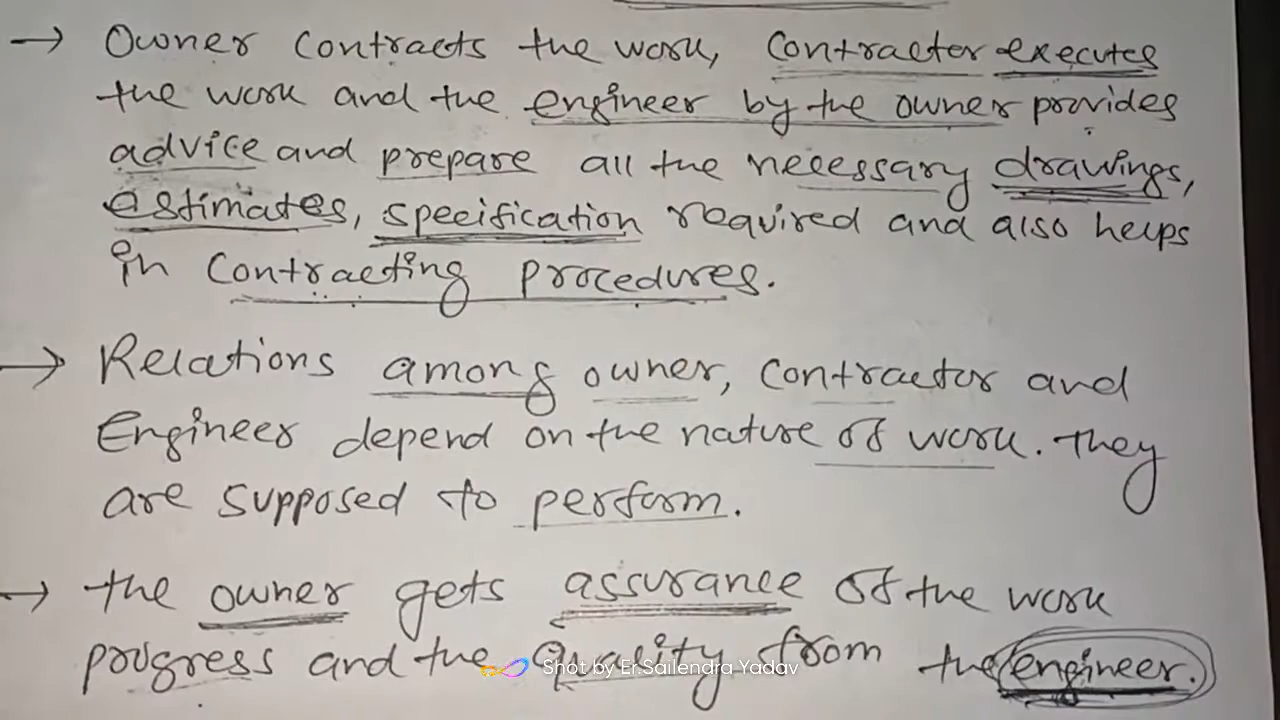 → Owner contracts the work, contractor executes
the work and the engineer by the owner provides
advice and prepare all the necessary drawings,
estimates, specification required and also helps
in contracting procedures.
→ Relations among owner, contractor and
Engineer depend on the nature of work. They
are supposed to perform.
→ the owner gets assurance of the work
progress and the quality from the engineer.
Shot by Er.Sailendra Yadav